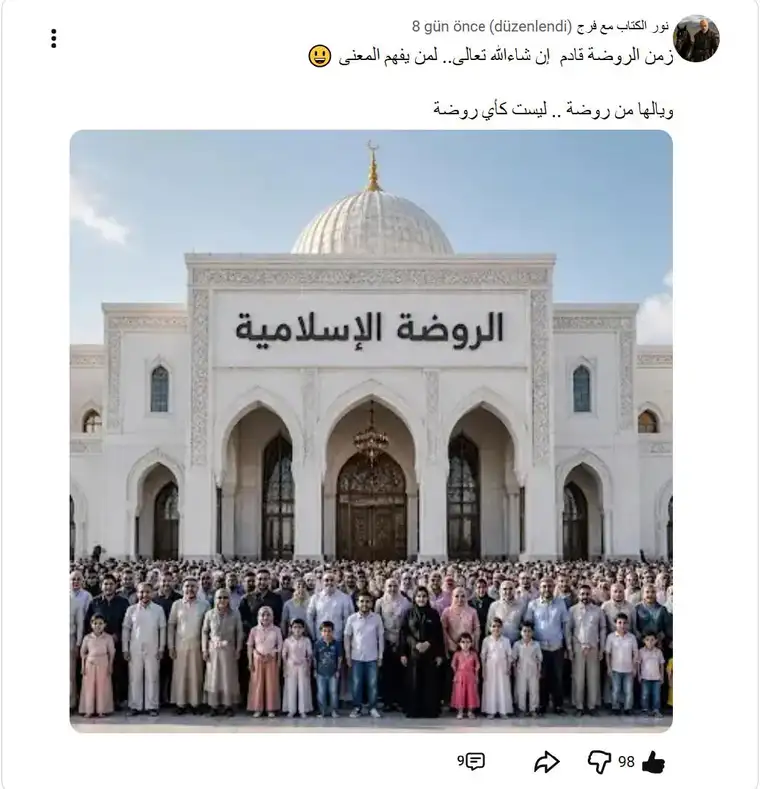 نور الكتاب مع فرج 8 gün önce (düzenlendi)
زمن الروضة قادم إن شاءالله تعالى.. لمن يفهم المعنى 😃
ويالها من روضة .. ليست كأي روضة
الروضة الإسلامية
98
9